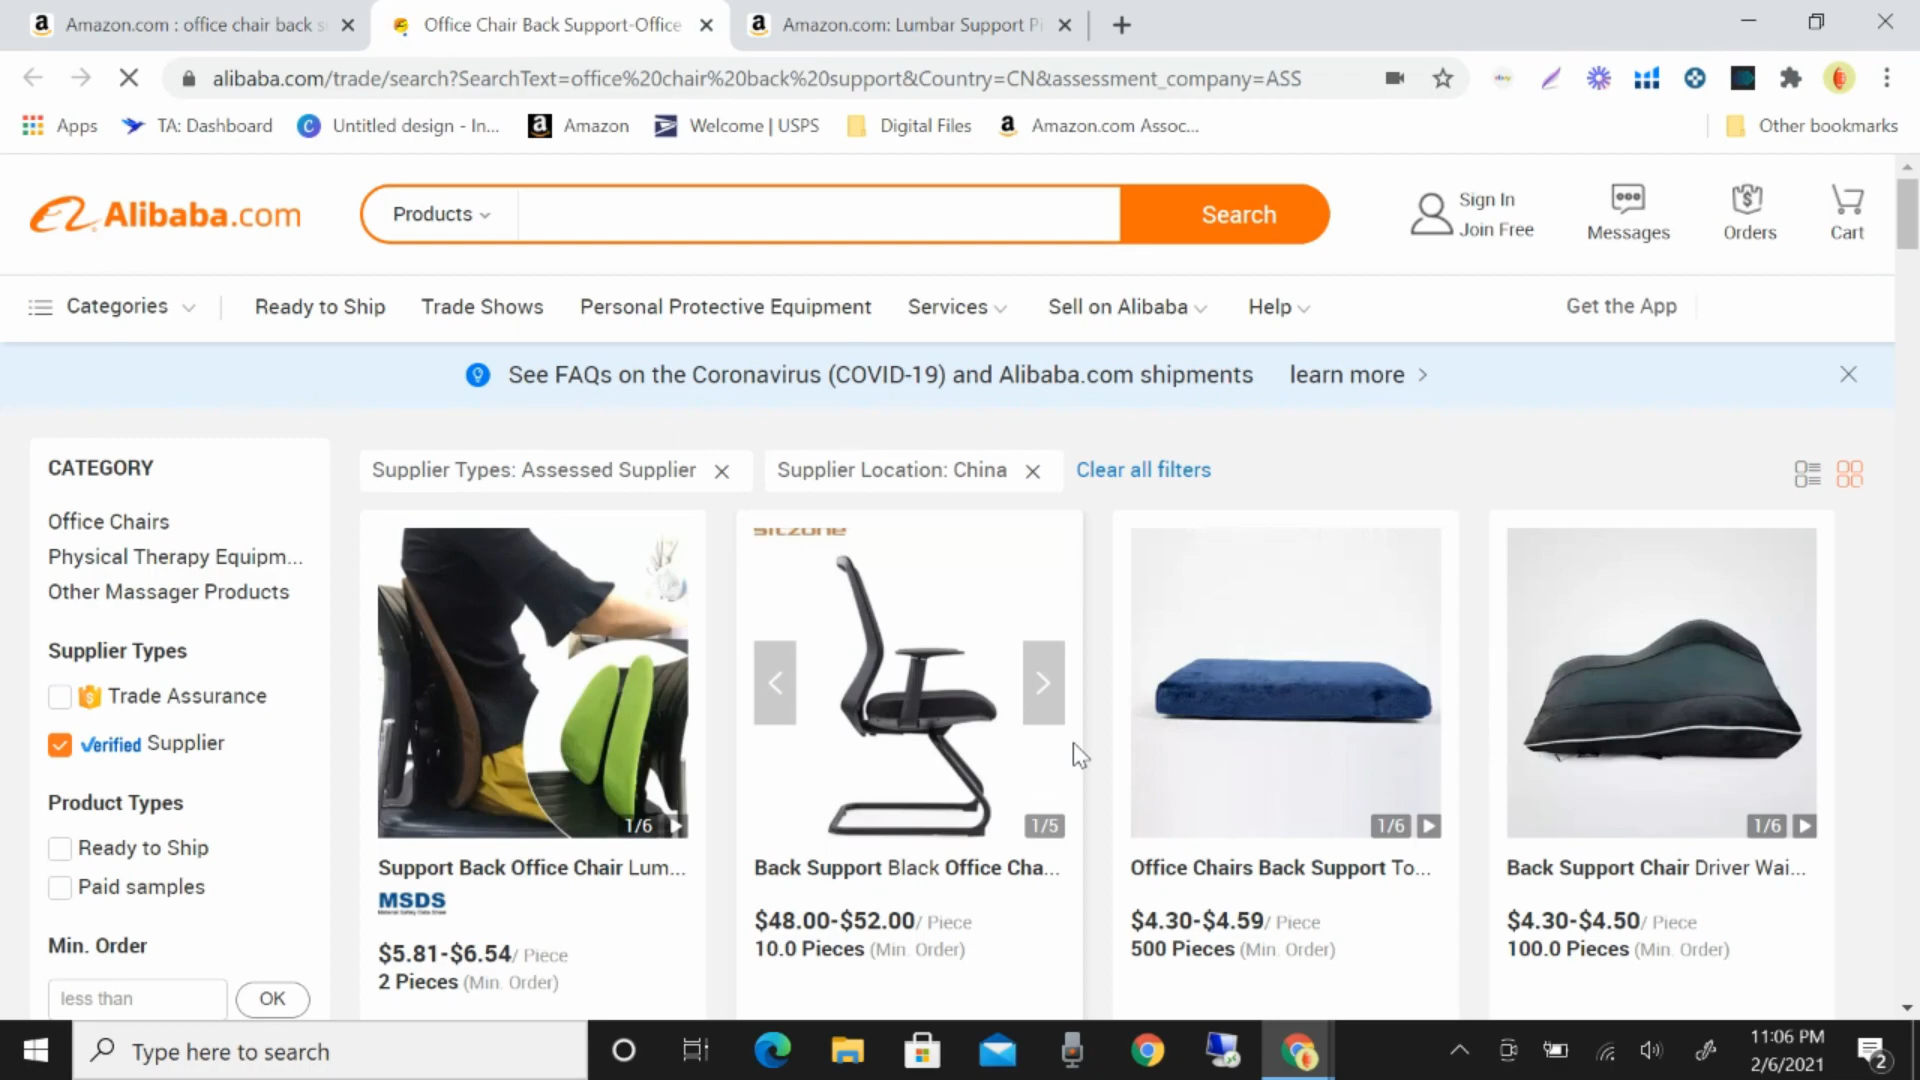 Amazon.com : office chair back s
Office Chair Back Support-Office
Amazon.com: Lumbar Support Pi
alibaba.com/trade/search?SearchText=office%20chair%20back%20support&Country=CN&assessment_company=ASS
ebay
Apps
TA: Dashboard
Untitled design - In...
Amazon
Welcome | USPS
Digital Files
Amazon.com Assoc...
Other bookmarks
Alibaba.com
Products
Search
Sign In
Join Free
Messages
Orders
Cart
Categories
Ready to Ship
Trade Shows
Personal Protective Equipment
Services
Sell on Alibaba
Help
Get the App
See FAQs on the Coronavirus (COVID-19) and Alibaba.com shipments
learn more
CATEGORY
Office Chairs
Physical Therapy Equipm...
Other Massager Products
Supplier Types
Trade Assurance
Verified Supplier
Product Types
Ready to Ship
Paid samples
Min. Order
less than
OK
Supplier Types: Assessed Supplier
Supplier Location: China
Clear all filters
1/6
Support Back Office Chair Lum...
MSDS
Material Safety Data Sheet
$5.81-$6.54/ Piece
2 Pieces (Min. Order)
SITZONE
1/5
Back Support Black Office Cha...
$48.00-$52.00/ Piece
10.0 Pieces (Min. Order)
1/6
Office Chairs Back Support To...
$4.30-$4.59/ Piece
500 Pieces (Min. Order)
1/6
Back Support Chair Driver Wai...
$4.30-$4.50/ Piece
100.0 Pieces (Min. Order)
Type here to search
11:06 PM
2/6/2021
2